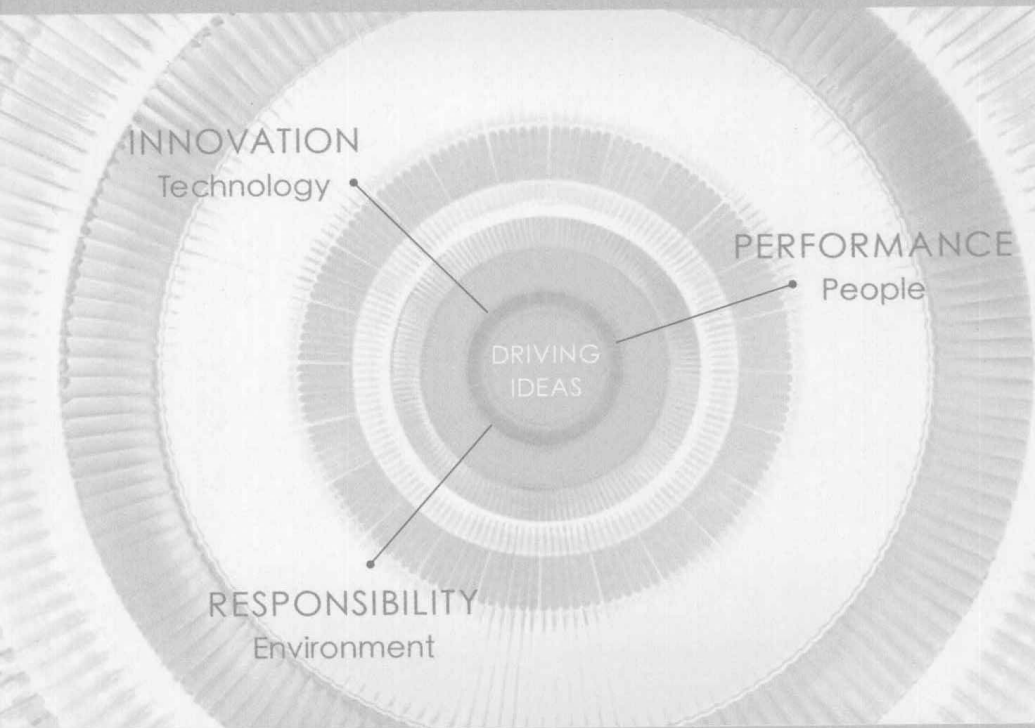 INNOVATION
Technology
PERFORMANCE
People
DRIVING
IDEAS
RESPONSIBILITY
Environment